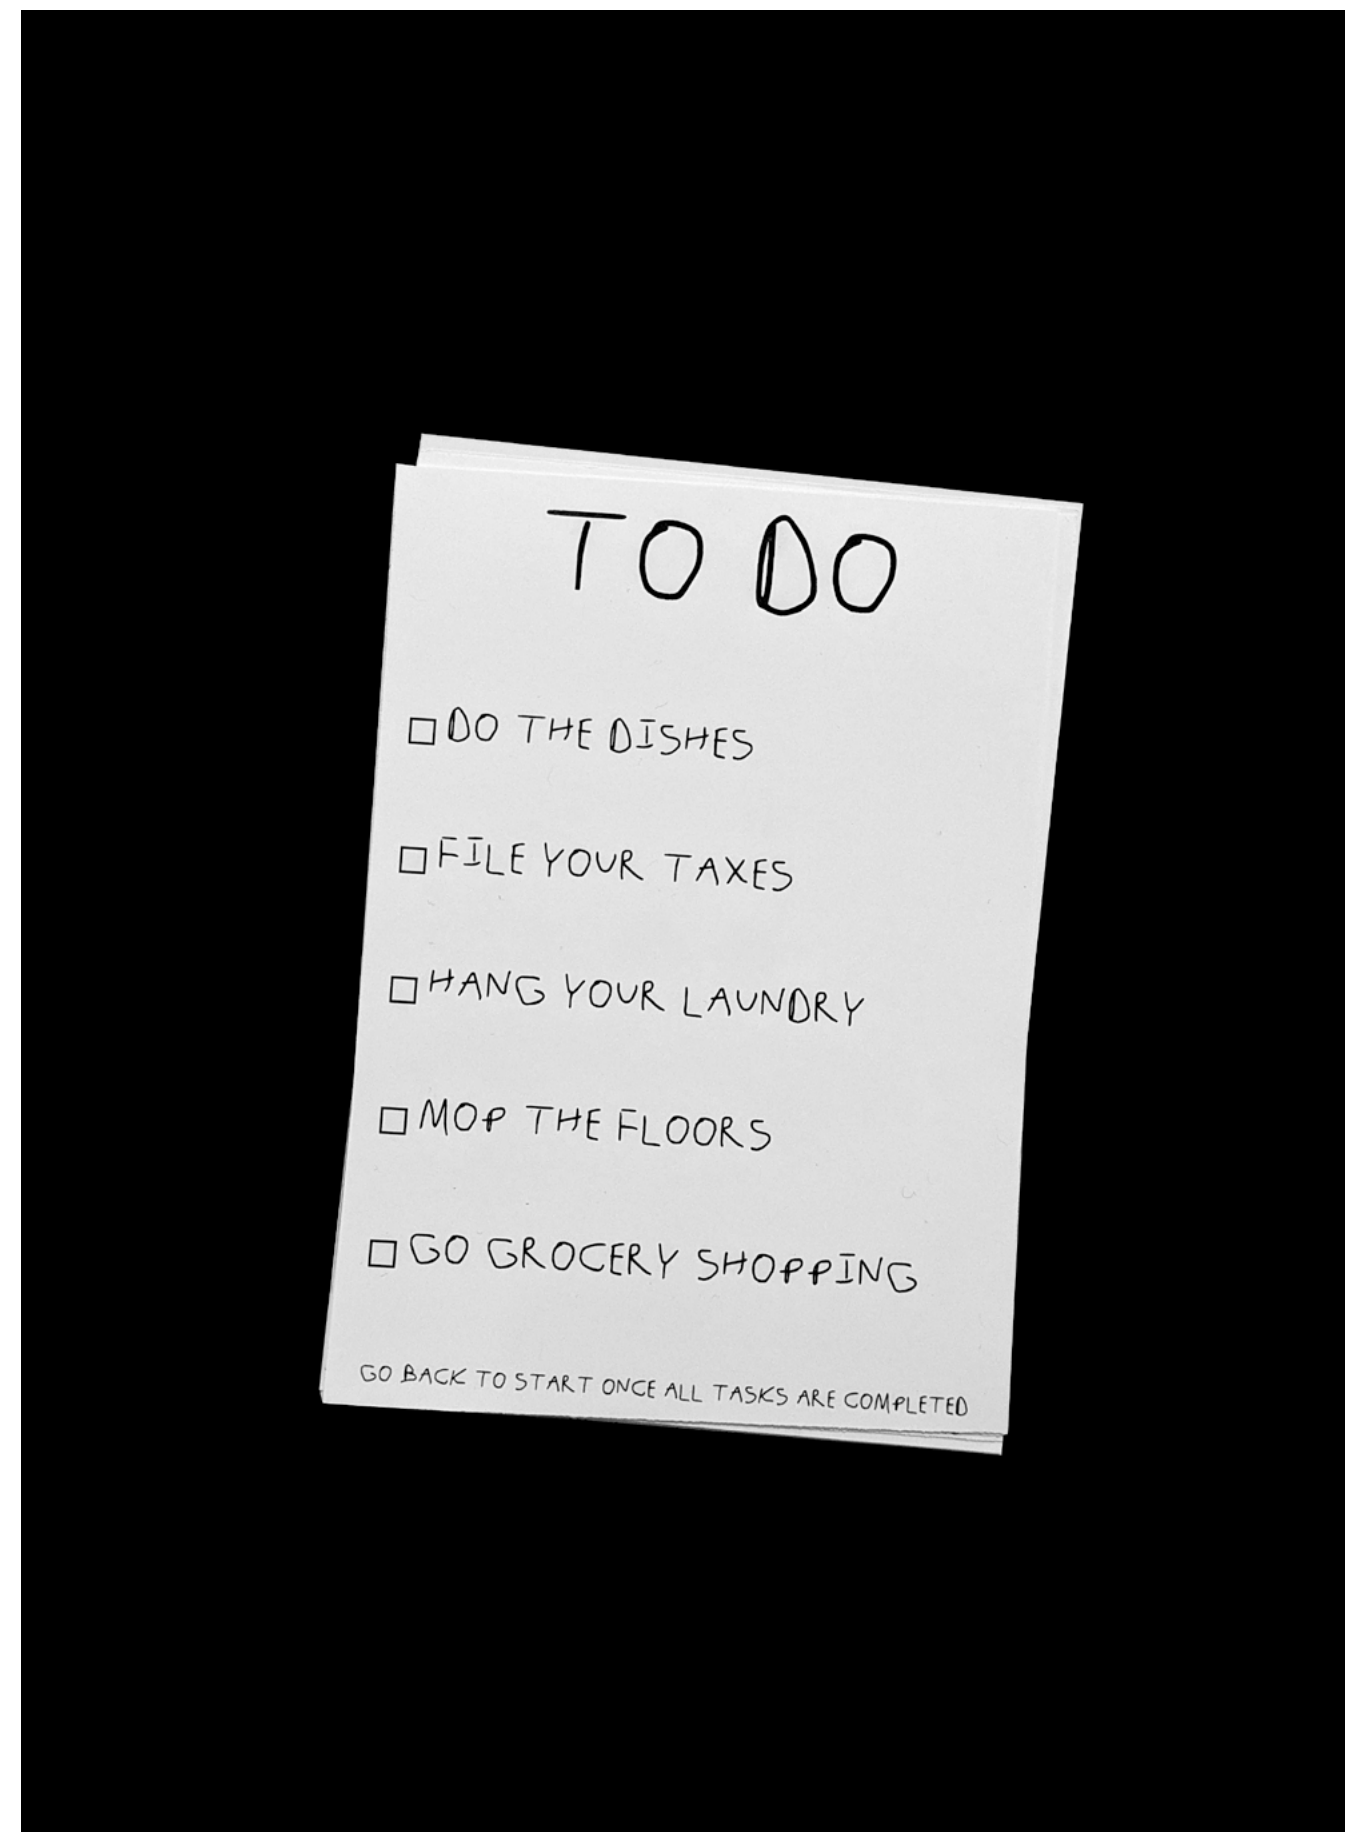 TO DO
DO THE DISHES
FILE YOUR TAXES
HANG YOUR LAUNDRY
MOP THE FLOORS
GO GROCERY SHOPPING
GO BACK TO START ONCE ALL TASKS ARE COMPLETED